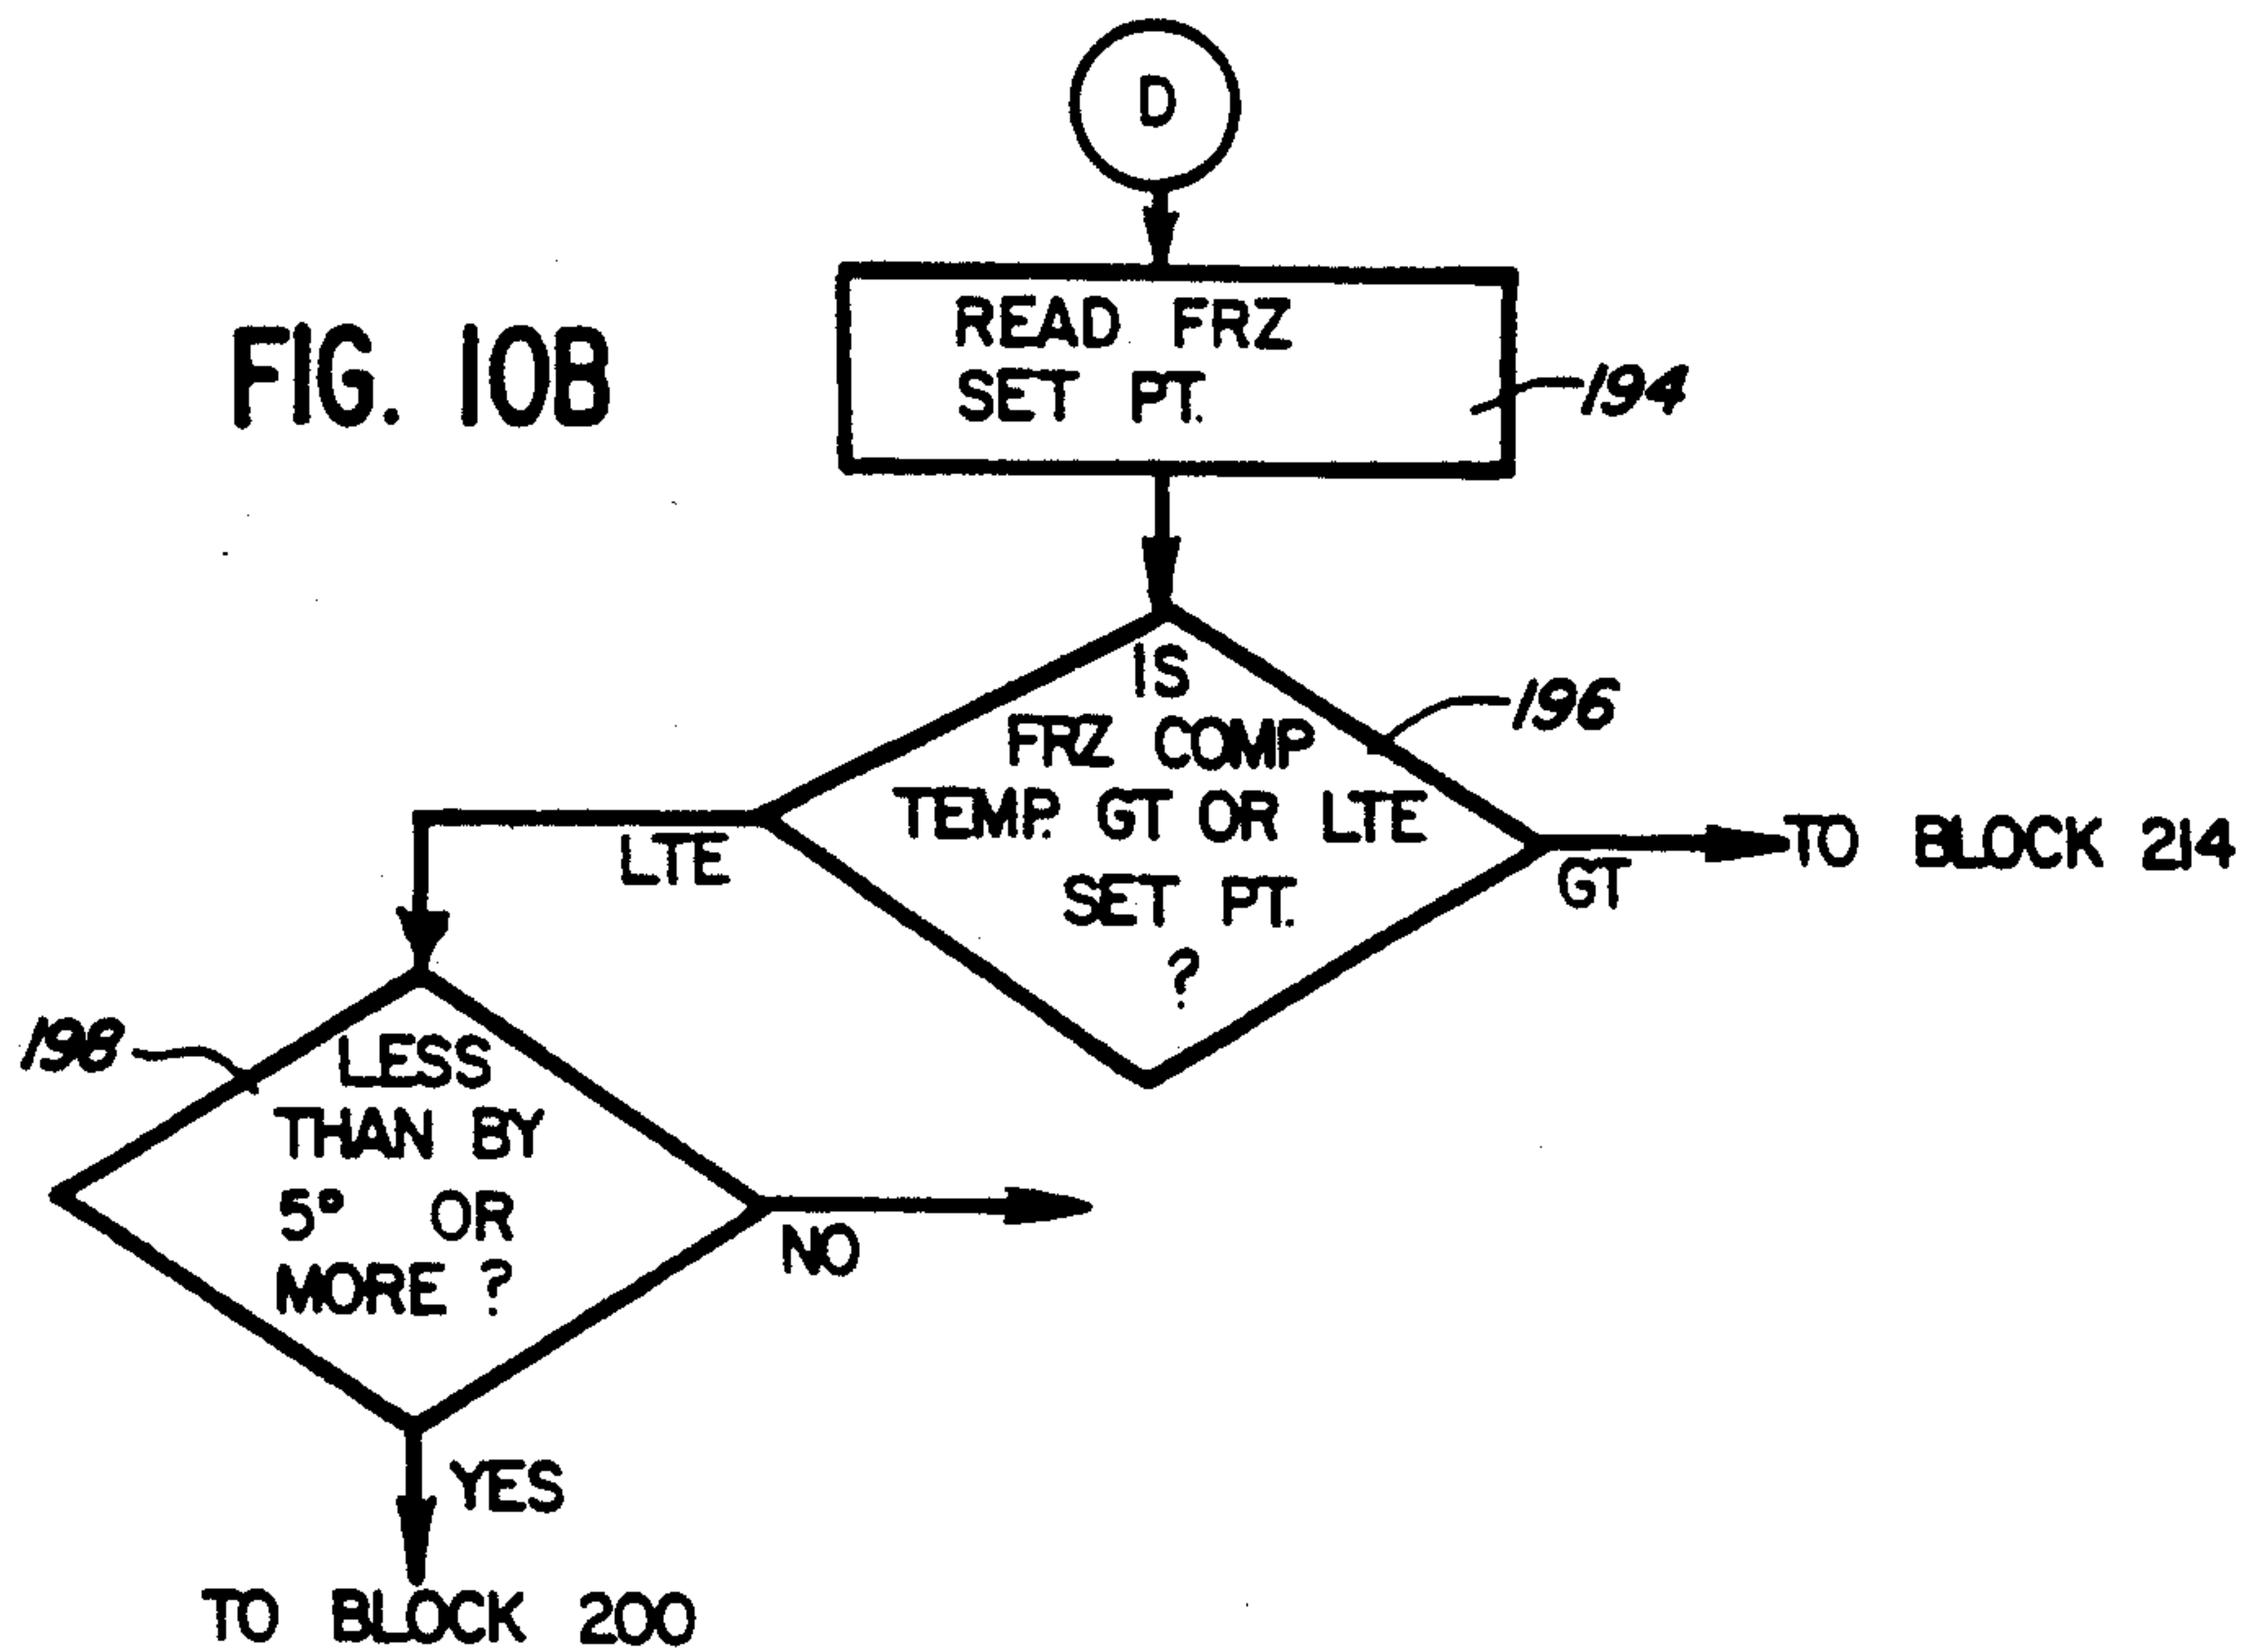 D
FIG. 10B
READ FRZ
SET PT.
194
IS
FRZ COMP
TEMP. GT OR LTE
SET PT.
?
196
LTE
GT
TO BLOCK 214
198
LESS
THAN BY
5° OR
MORE ?
NO
YES
TO BLOCK 200